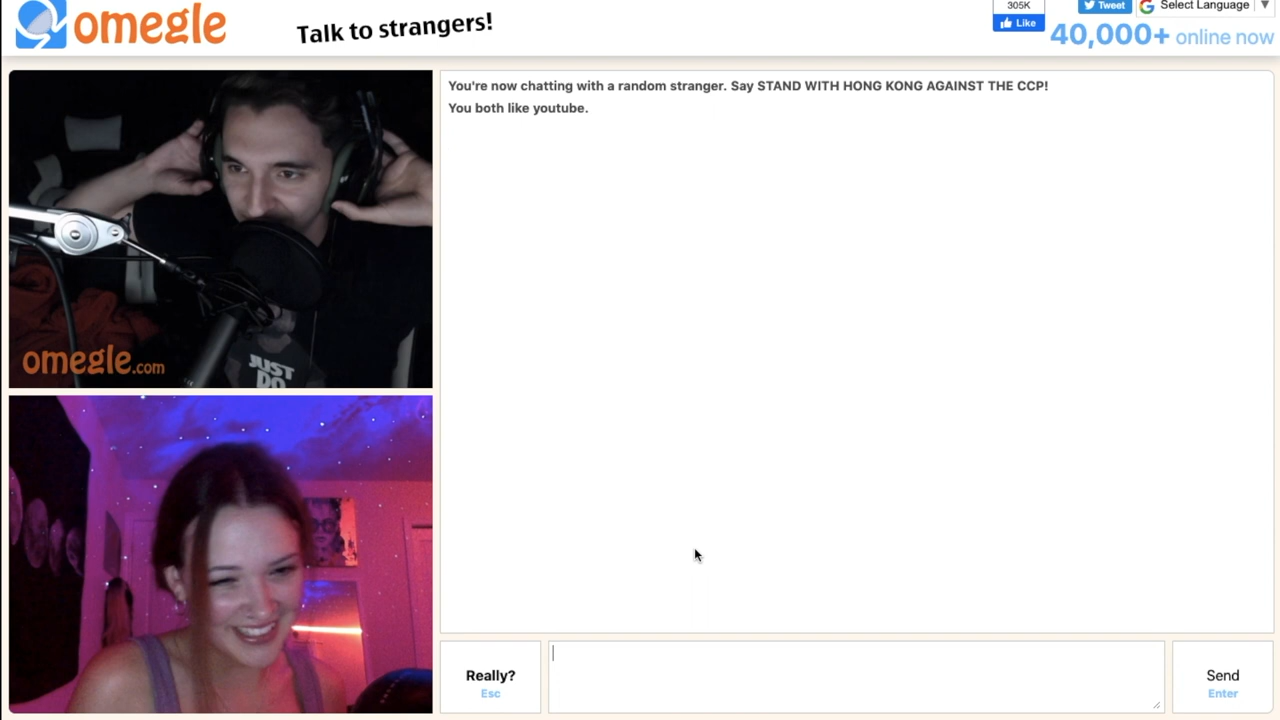 omegle
Talk to strangers!
305K
Like
Tweet
Select Language
40,000+ online now
You're now chatting with a random stranger. Say STAND WITH HONG KONG AGAINST THE CCP!
You both like youtube.
omegle.com
JUST
DO
Really?
Esc
Send
Enter